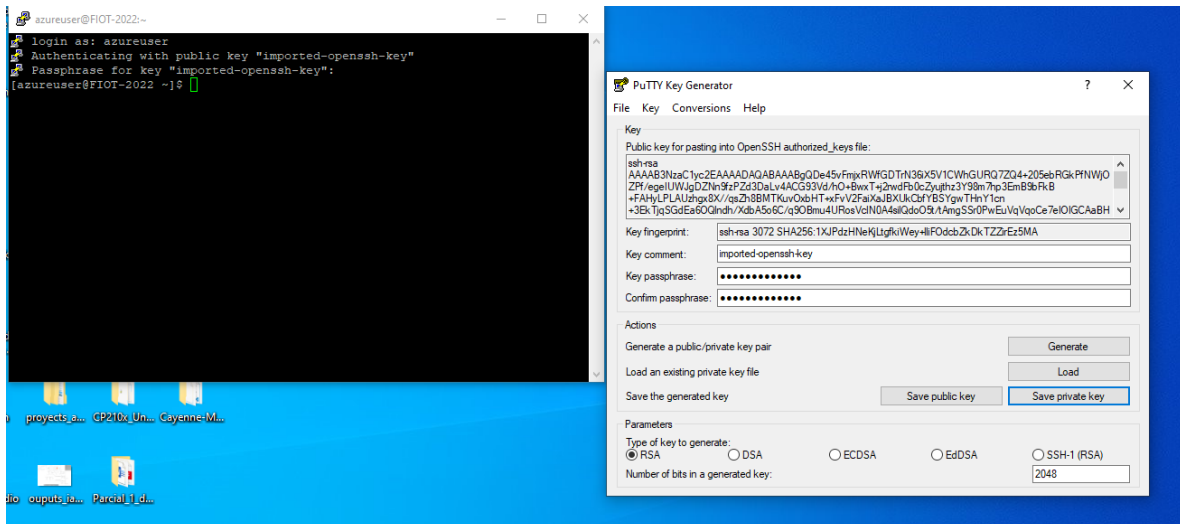 azureuser@FIOT-2022:~
login as: azureuser
Authenticating with public key "imported-openssh-key"
Passphrase for key "imported-openssh-key":
[azureuser@FIOT-2022 ~]$
proyects_a... CP210x_Un... Cayenne-M...
ouputs_ia... Parcial_1_d...
PuTTY Key Generator
?
File Key Conversions Help
Key
Public key for pasting into OpenSSH authorized_keys file:
ssh-rsa
Key fingerprint:
ssh-rsa 3072
Key comment:
imported-openssh-key
Key passphrase:
Confirm passphrase:
Actions
Generate a public/private key pair
Generate
Load an existing private key file
Load
Save the generated key
Save public key
Save private key
Parameters
Type of key to generate:
RSA DSA ECDSA EdDSA SSH-1 (RSA)
Number of bits in a generated key:
2048